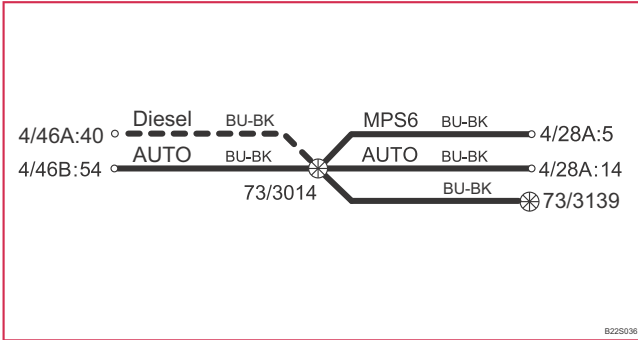 Diesel BU-BK MPS6 BU-BK
4/46A:40 4/28A:5
AUTO BU-BK AUTO BU-BK
4/46B:54 4/28A:14
73/3014 BU-BK 73/3139
B22S036